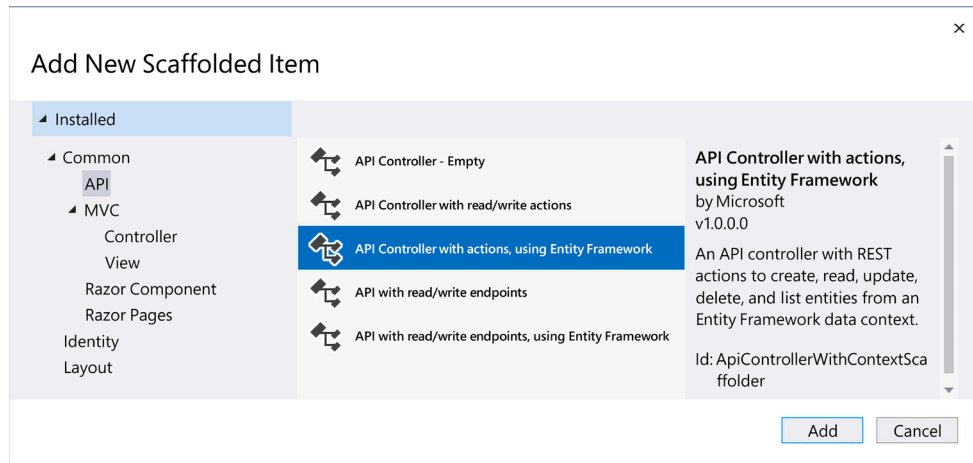 Add New Scaffolded Item
Installed
Common
API
MVC
Controller
View
Razor Component
Razor Pages
Identity
Layout
API Controller - Empty
API Controller with read/write actions
API Controller with actions, using Entity Framework
API with read/write endpoints
API with read/write endpoints, using Entity Framework
API Controller with actions,
using Entity Framework
by Microsoft
v1.0.0.0
An API controller with REST
actions to create, read, update,
delete, and list entities from an
Entity Framework data context.
Id: ApiControllerWithContextSca
ffolder
Add
Cancel